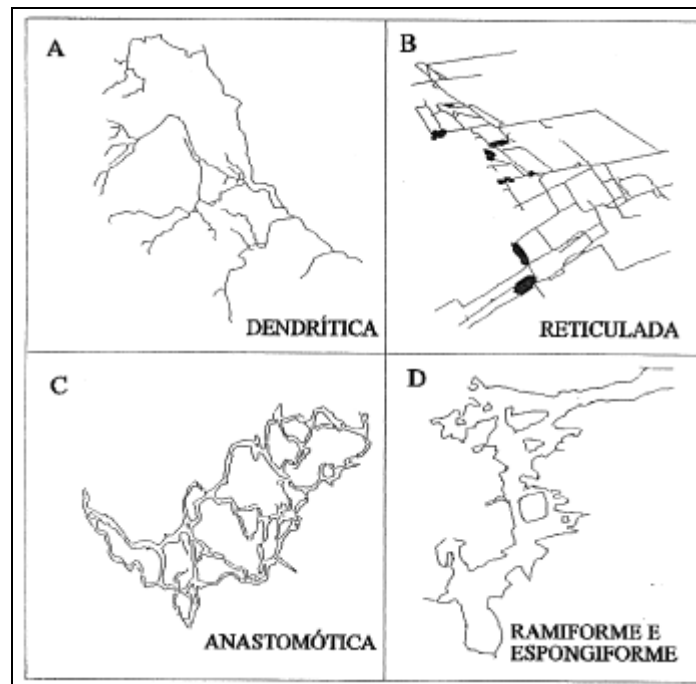 A
DENDRÍTICA
B
RETICULADA
C
ANASTOMÓTICA
D
RAMIFORME E
ESPONGIFORME